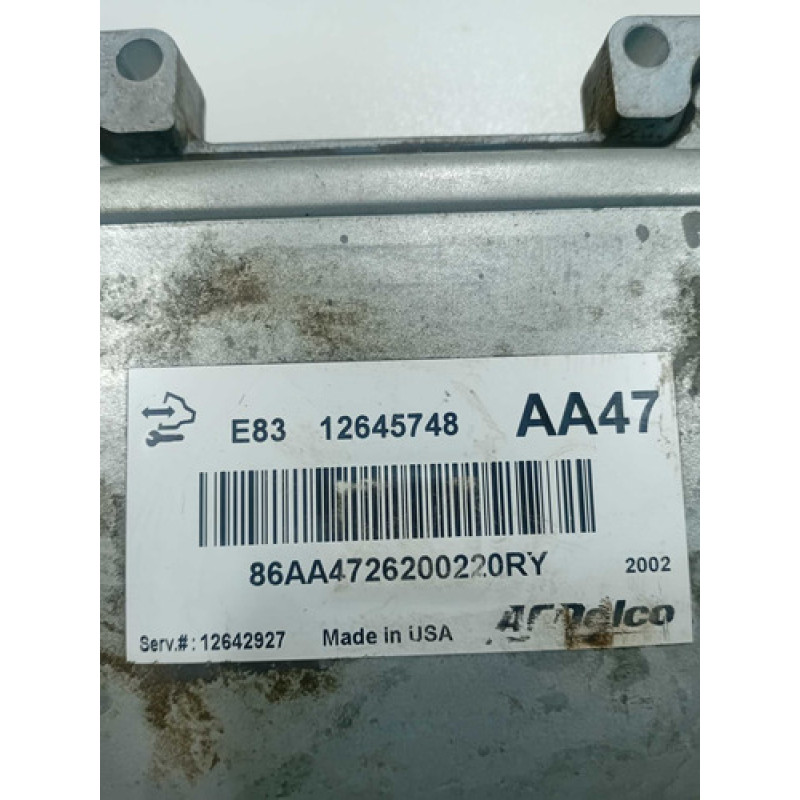 E83 12645748 AA47
86AA4726200220RY 2002
Serv.#: 12642927 Made in USA ACDelco